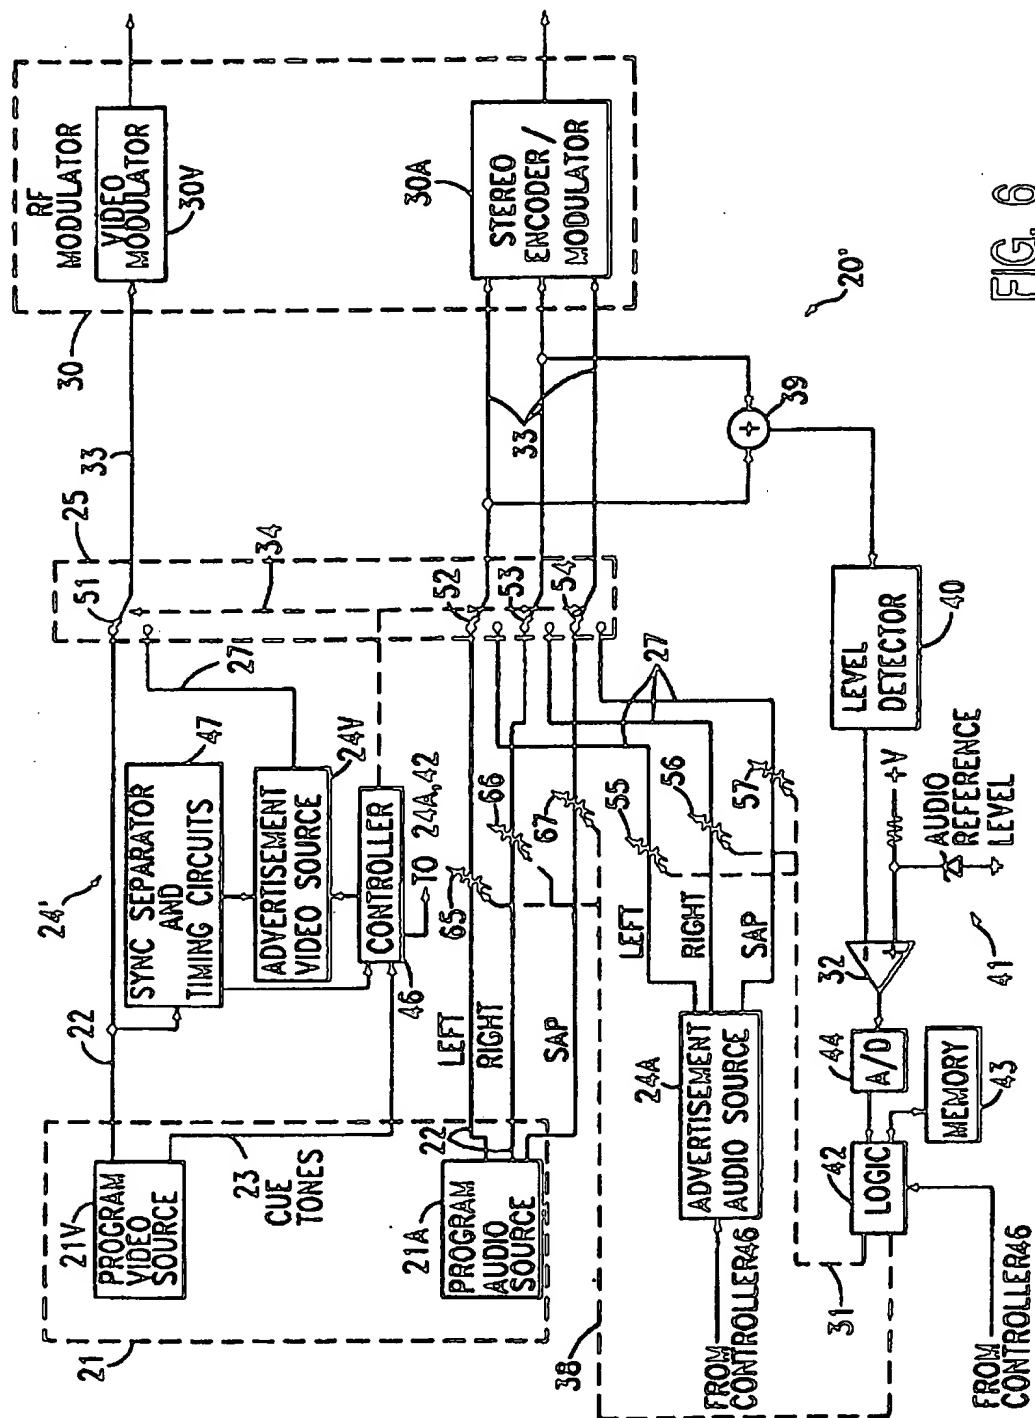 21
21V
PROGRAM
VIDEO
SOURCE
23
CUE
TONES
21A
PROGRAM
AUDIO
SOURCE
22
22
24'
SYNC SEPARATOR
AND
TIMING CIRCUITS
47
ADVERTISEMENT
VIDEO SOURCE
24V
CONTROLLER
46
TO 24A,42
27
25
51
34
52
53
54
33
30
RF
MODULATOR
VIDEO
MODULATOR
30V
30A
STEREO
ENCODER/
MODULATOR
33
LEFT
RIGHT
SAP
65
66
67
38
24A
ADVERTISEMENT
AUDIO SOURCE
FROM
CONTROLLER46
LEFT
RIGHT
SAP
55
56
57
27
39
+
20'
LEVEL
DETECTOR
40
+V
AUDIO
REFERENCE
LEVEL
41
32
-
+
44
A/D
42
LOGIC
MEMORY
43
31
FROM
CONTROLLER46
FIG. 6